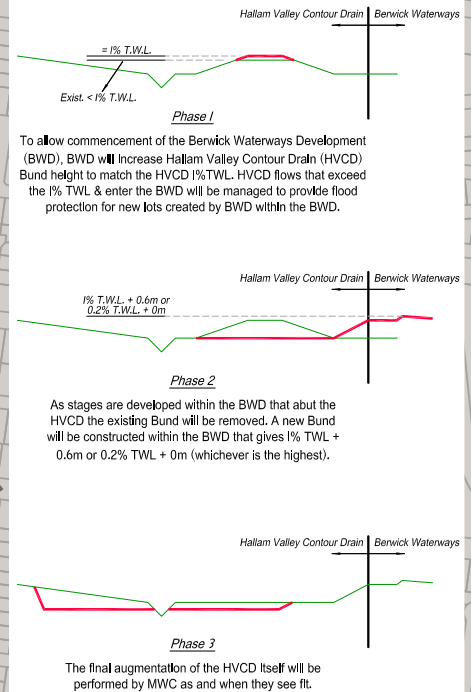 Hallam Valley Contour Drain
Berwick Waterways
= 1% T.W.L.
Exist. < 1% T.W.L.
Phase 1
To allow commencement of the Berwick Waterways Development
(BWD), BWD will Increase Hallam Valley Contour Drain (HVCD)
Bund height to match the HVCD 1%TWL. HVCD flows that exceed
the 1% TWL & enter the BWD will be managed to provide flood
protection for new lots created by BWD within the BWD.
Hallam Valley Contour Drain
Berwick Waterways
1% T.W.L. + 0.6m or
0.2% T.W.L. + 0m
Phase 2
As stages are developed within the BWD that abut the
HVCD the existing Bund will be removed. A new Bund
will be constructed within the BWD that gives 1% TWL +
0.6m or 0.2% TWL + 0m (whichever is the highest).
Hallam Valley Contour Drain
Berwick Waterways
Phase 3
The final augmentation of the HVCD Itself will be
performed by MWC as and when they see fit.